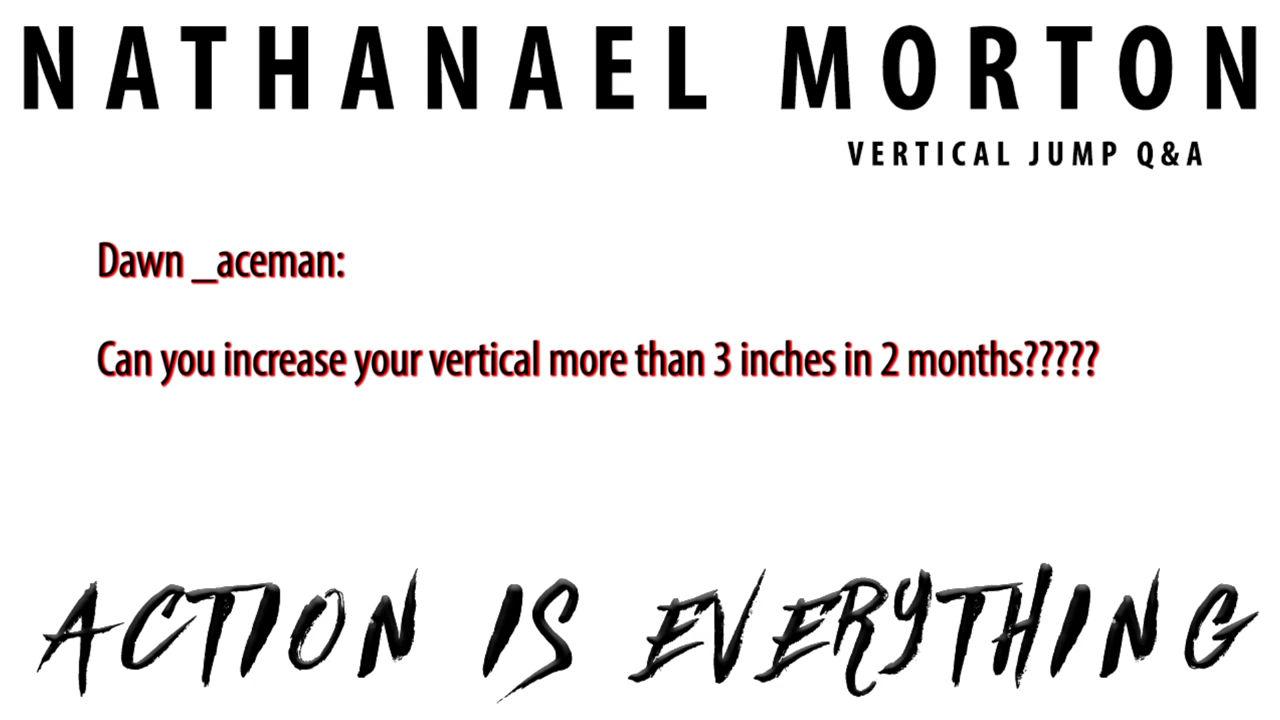 NATHANAEL MORTON
VERTICAL JUMP Q&A
Dawn _aceman:
Can you increase your vertical more than 3 inches in 2 months?????
ACTION IS EVERYTHING